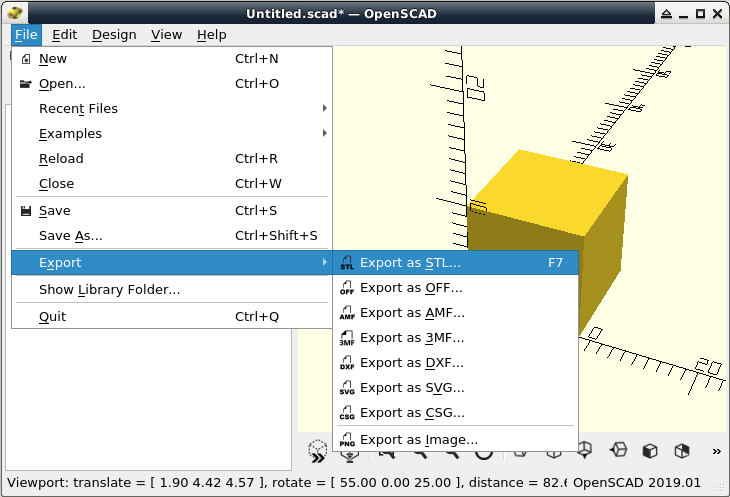 Untitled.scad* — OpenSCAD
File Edit Design View Help
New Ctrl+N
Open... Ctrl+O
Recent Files
Examples
Reload Ctrl+R
Close Ctrl+W
Save Ctrl+S
Save As... Ctrl+Shift+S
Export
Show Library Folder...
Quit Ctrl+Q
STL Export as STL... F7
OFF Export as OFF...
AMF Export as AMF...
3MF Export as 3MF...
DXF Export as DXF...
SVG Export as SVG...
CSG Export as CSG...
PNG Export as Image...
20
10
0
20
Viewport: translate = [ 1.90 4.42 4.57 ], rotate = [ 55.00 0.00 25.00 ], distance = 82.6 OpenSCAD 2019.01